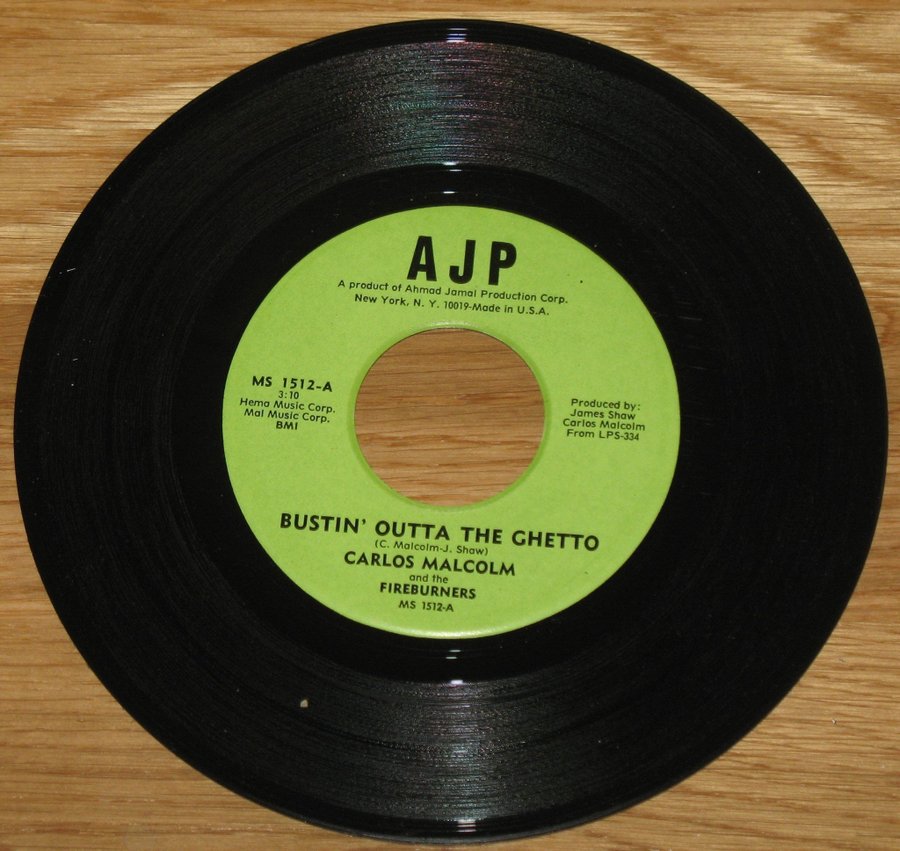 AJP
A product of Ahmad Jamal Production Corp.
New York, N. Y. 10019-Made in U.S.A.
MS 1512-A
3:10
Hema Music Corp.
Mal Music Corp.
BMI
Produced by:
James Shaw
Carlos Malcolm
From LPS-334
BUSTIN' OUTTA THE GHETTO
(C. Malcolm-J. Shaw)
CARLOS MALCOLM
and the
FIREBURNERS
MS 1512-A